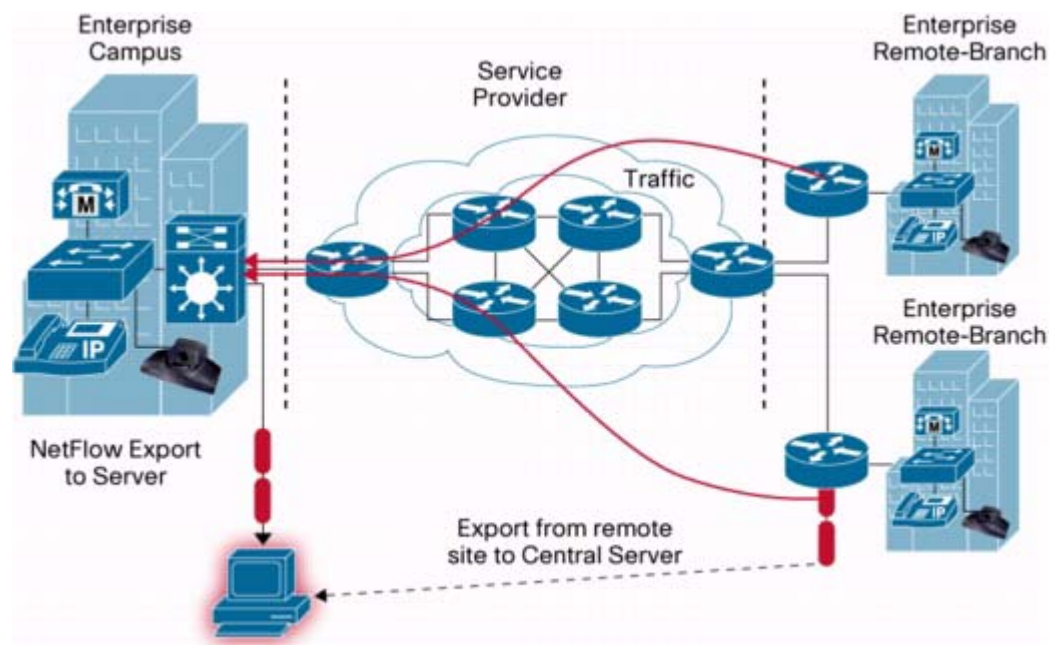 Enterprise
Campus
Service
Provider
Enterprise
Remote-Branch
Traffic
M
IP
M
IP
Enterprise
Remote-Branch
M
IP
NetFlow Export
to Server
Export from remote
site to Central Server